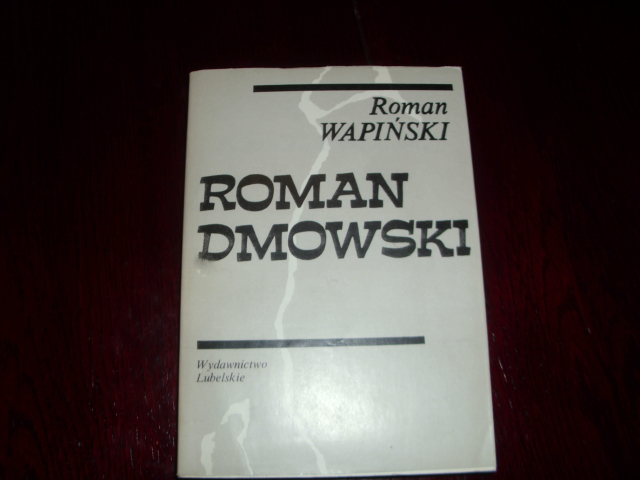 Roman
WAPIŃSKI
ROMAN
DMOWSKI
Wydawnictwo
Lubelskie